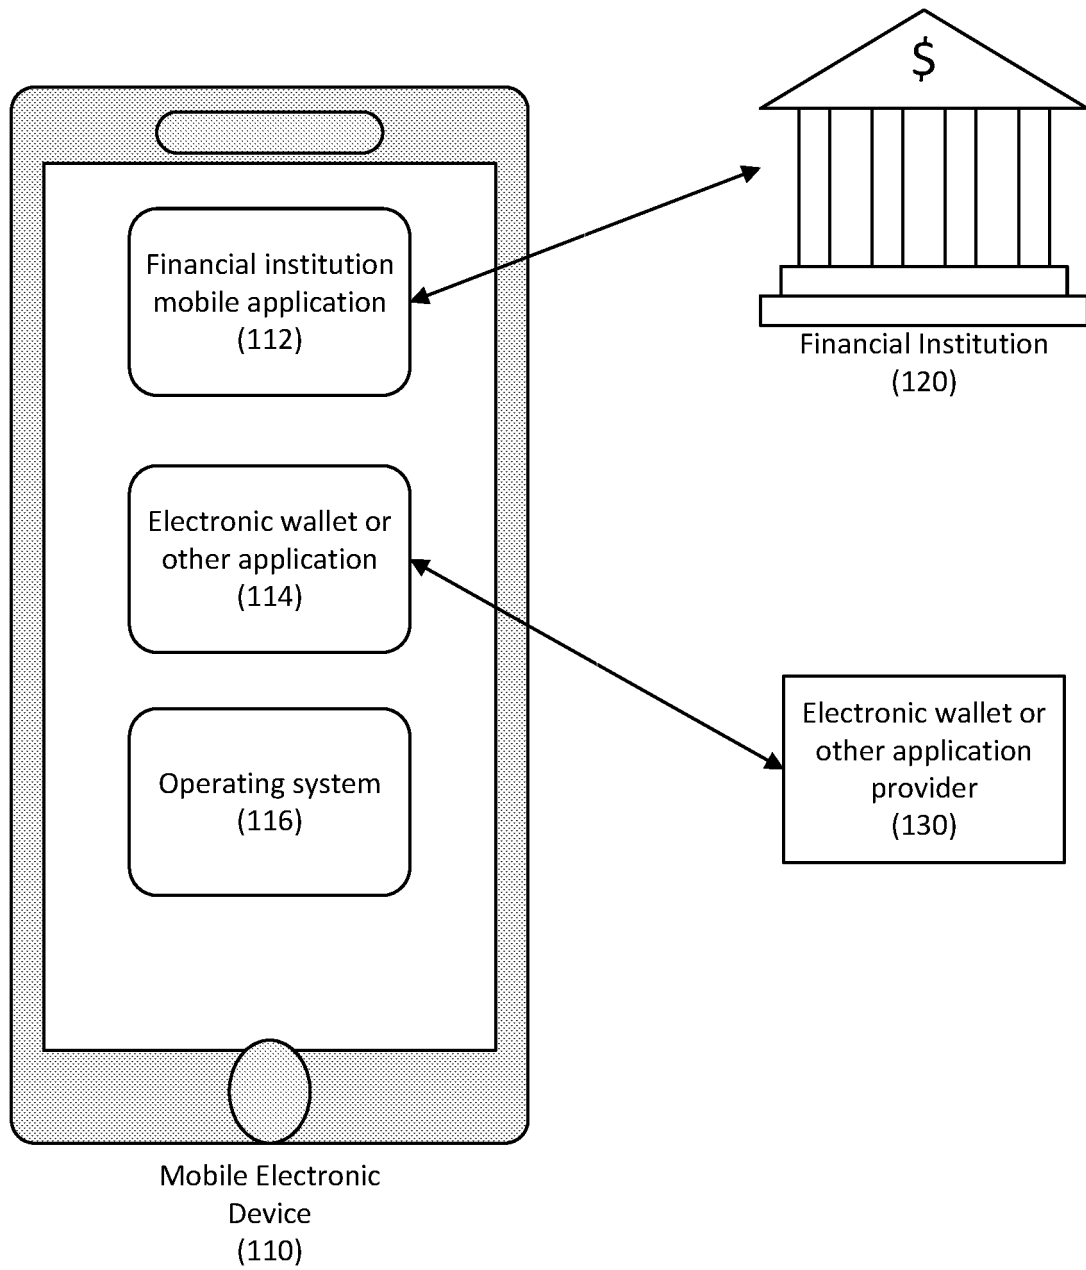 $
Financial institution
mobile application
(112)
Financial Institution
(120)
Electronic wallet or
other application
(114)
Electronic wallet or
other application
provider
(130)
Operating system
(116)
Mobile Electronic
Device
(110)